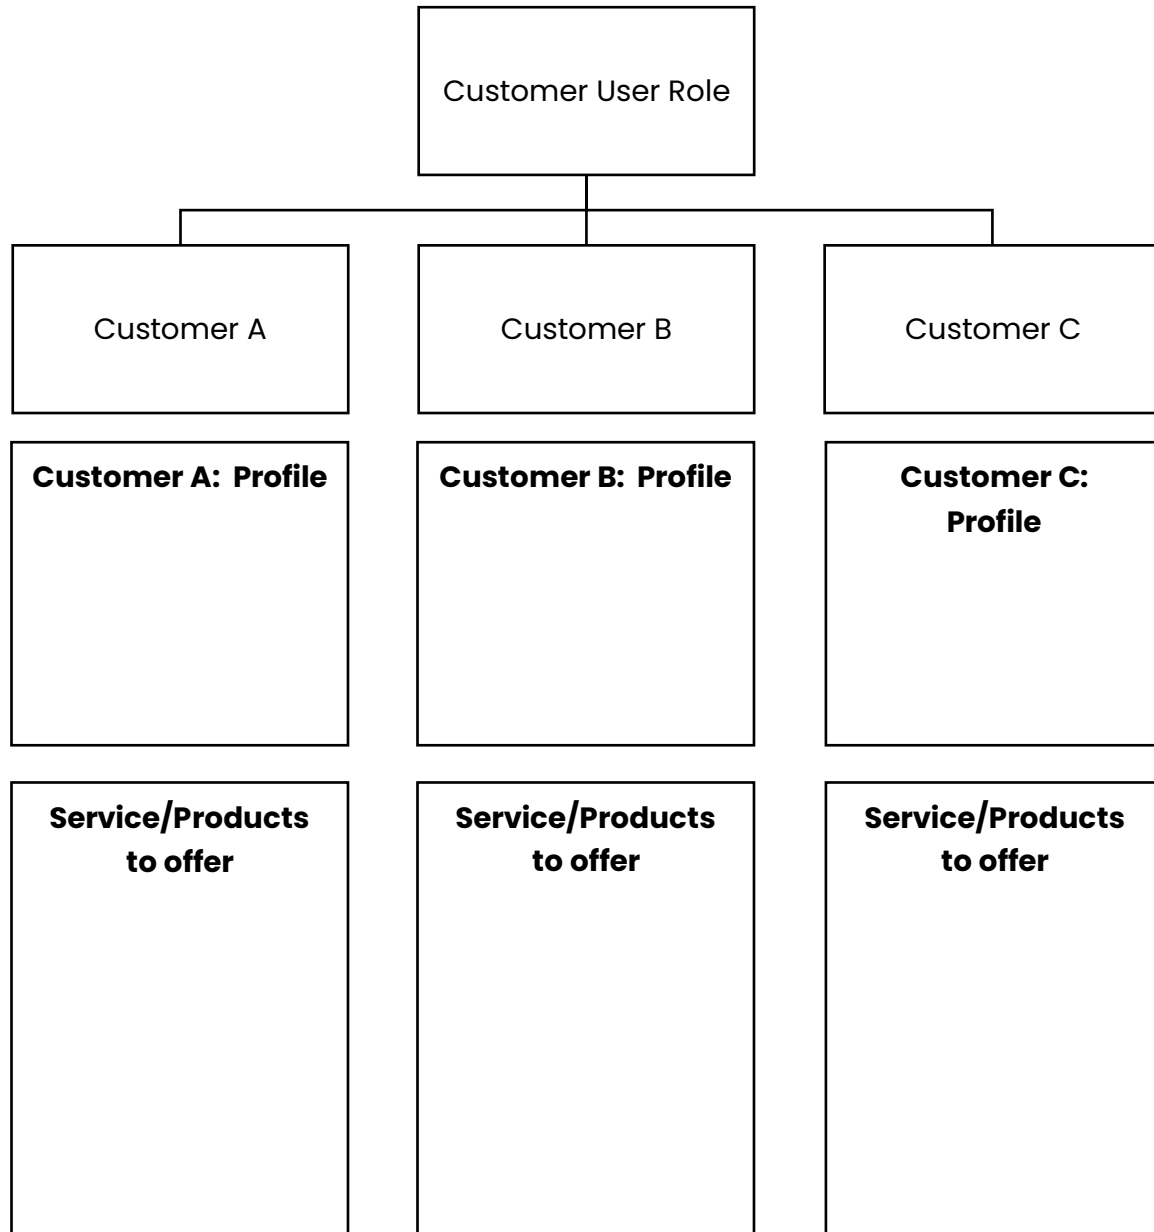 Customer User Role
Customer A
Customer B
Customer C
Customer A:  Profile
Customer B:  Profile
Customer C:
Profile
Service/Products
to offer
Service/Products
to offer
Service/Products
to offer